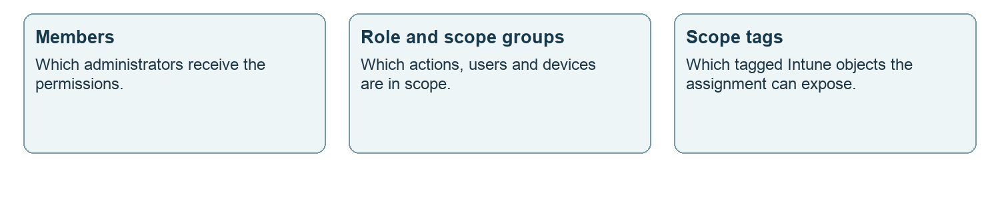 Members
Which administrators receive the
permissions.
Role and scope groups
Which actions, users and devices
are in scope.
Scope tags
Which tagged Intune objects the
assignment can expose.